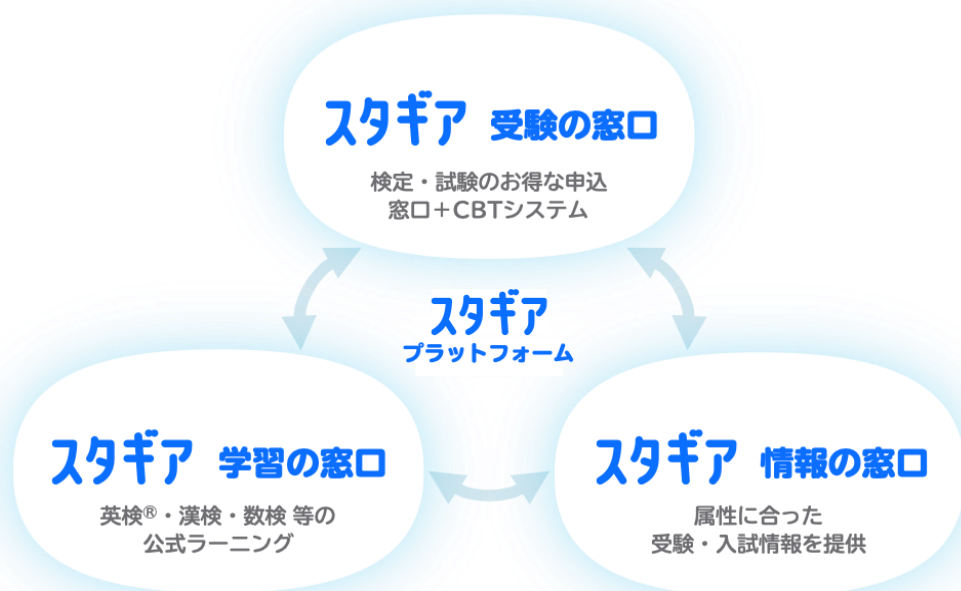 スタギア 受験の窓口
検定・試験のお得な申込
窓口＋CBTシステム
スタギア
プラットフォーム
スタギア 学習の窓口
英検®・漢検・数検 等の
公式ラーニング
スタギア 情報の窓口
属性に合った
受験・入試情報を提供